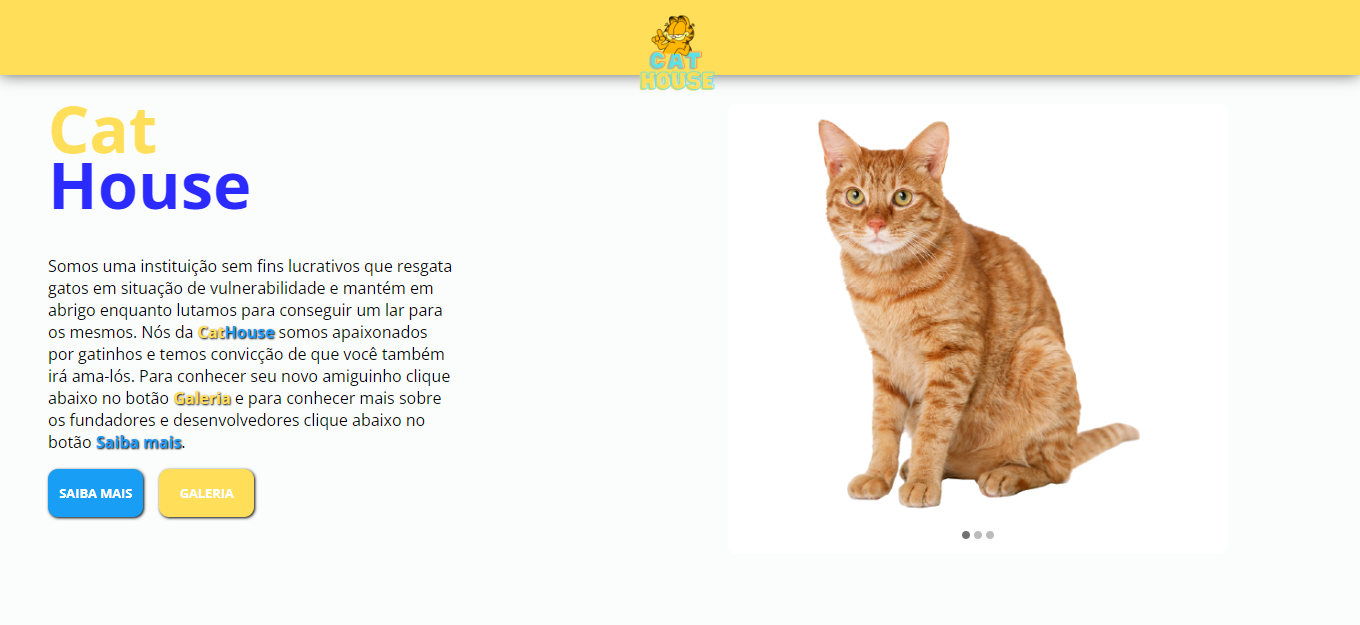 CAT
HOUSE
Cat
House
Somos uma instituição sem fins lucrativos que resgata
gatos em situação de vulnerabilidade e mantém em
abrigo enquanto lutamos para conseguir um lar para
os mesmos. Nós da CatHouse somos apaixonados
por gatinhos e temos convicção de que você também
irá ama-lós. Para conhecer seu novo amiguinho clique
abaixo no botão Galeria e para conhecer mais sobre
os fundadores e desenvolvedores clique abaixo no
botão Saiba mais.
SAIBA MAIS GALERIA